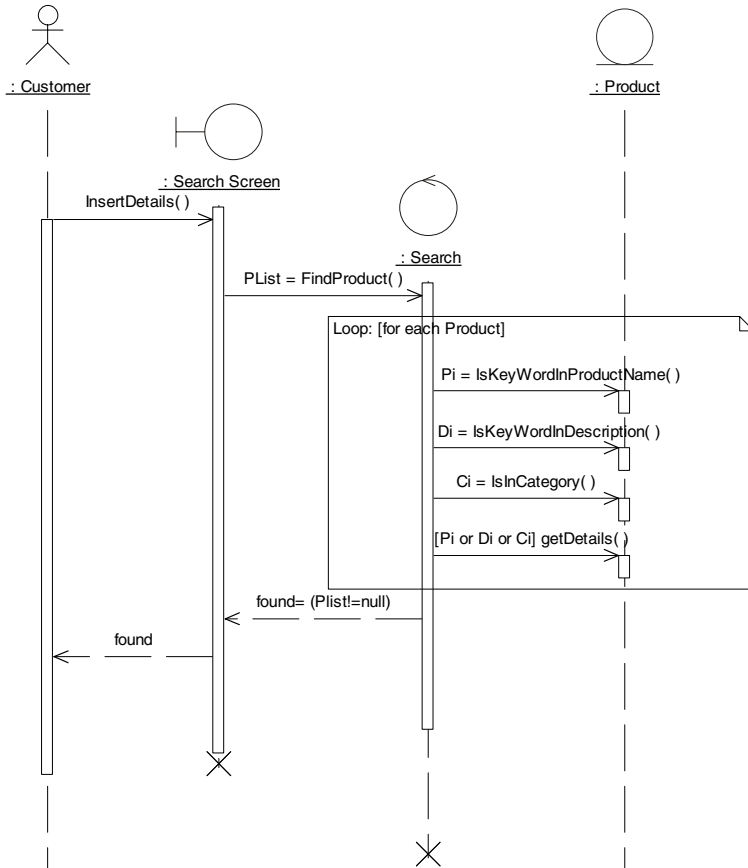 : Customer
: Product
: Search Screen
InsertDetails( )
: Search
PList = FindProduct( )
Loop: [for each Product]
Pi = IsKeyWordInProductName( )
Di = IsKeyWordInDescription( )
Ci = IsInCategory( )
[Pi or Di or Ci] getDetails( )
found= (Plist!=null)
found